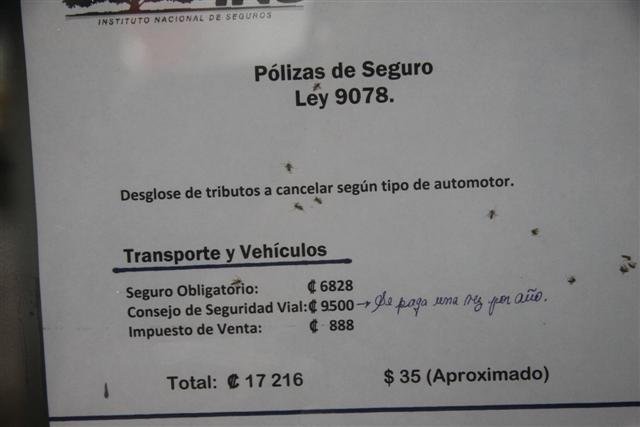 INSTITUTO NACIONAL DE SEGUROS
Pólizas de Seguro
Ley 9078.
Desglose de tributos a cancelar según tipo de automotor.
Transporte y Vehículos
Seguro Obligatorio: ₡ 6828
Consejo de Seguridad Vial: ₡ 9500 → Se paga una vez por año.
Impuesto de Venta: ₡ 888
Total: ₡ 17 216 $ 35 (Aproximado)